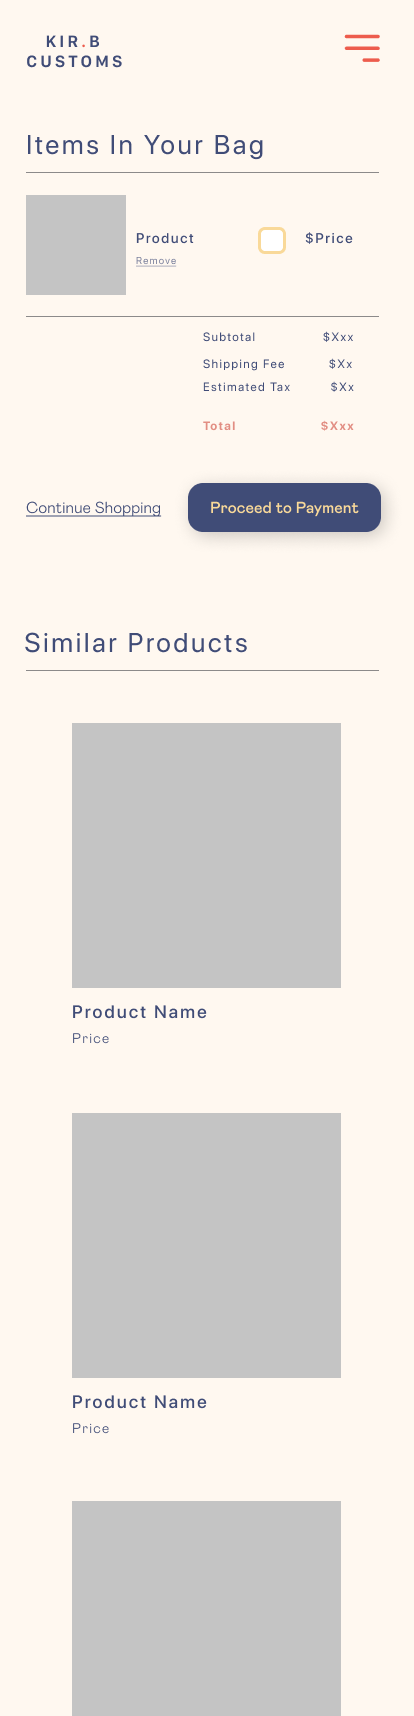 KIR.B
CUSTOMS
Items In Your Bag
Product
$Price
Remove
Subtotal $Xxx
Shipping Fee $Xx
Estimated Tax $Xx
Total $Xxx
Continue Shopping
Proceed to Payment
Similar Products
Product Name
Price
Product Name
Price